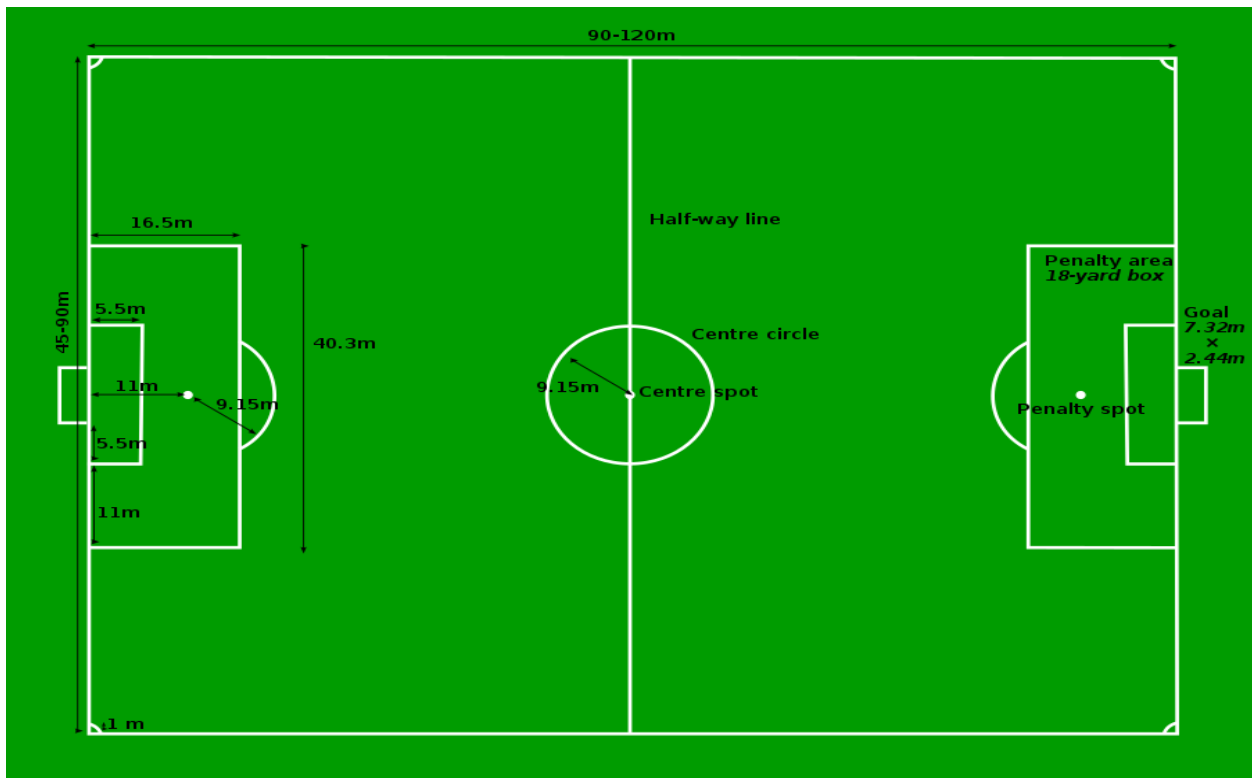 90-120m
Half-way line
16.5m
Penalty area
18-yard box
45-90m
5.5m
Goal
7.32m
×
2.44m
Centre circle
40.3m
11m
9.15m
9.15m
Centre spot
Penalty spot
5.5m
11m
1 m